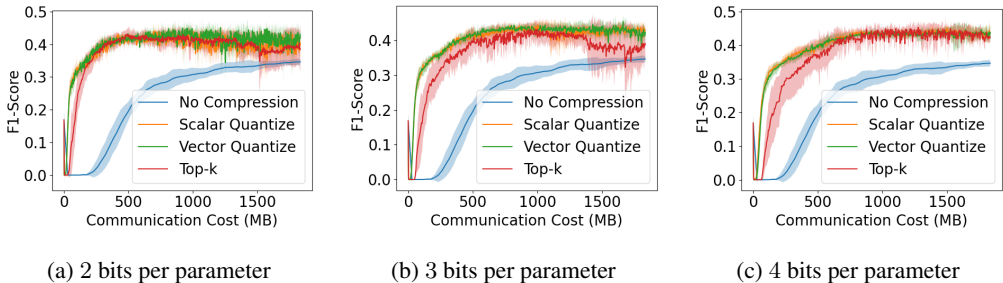 0.5
0.4
0.3
0.2
0.1
0.0
F1-Score
No Compression
Scalar Quantize
Vector Quantize
Top-k
0
500
1000
1500
Communication Cost (MB)
(a) 2 bits per parameter
0.4
0.3
0.2
0.1
0.0
F1-Score
No Compression
Scalar Quantize
Vector Quantize
Top-k
0
500
1000
1500
Communication Cost (MB)
(b) 3 bits per parameter
0.5
0.4
0.3
0.2
0.1
0.0
F1-Score
No Compression
Scalar Quantize
Vector Quantize
Top-k
0
500
1000
1500
Communication Cost (MB)
(c) 4 bits per parameter